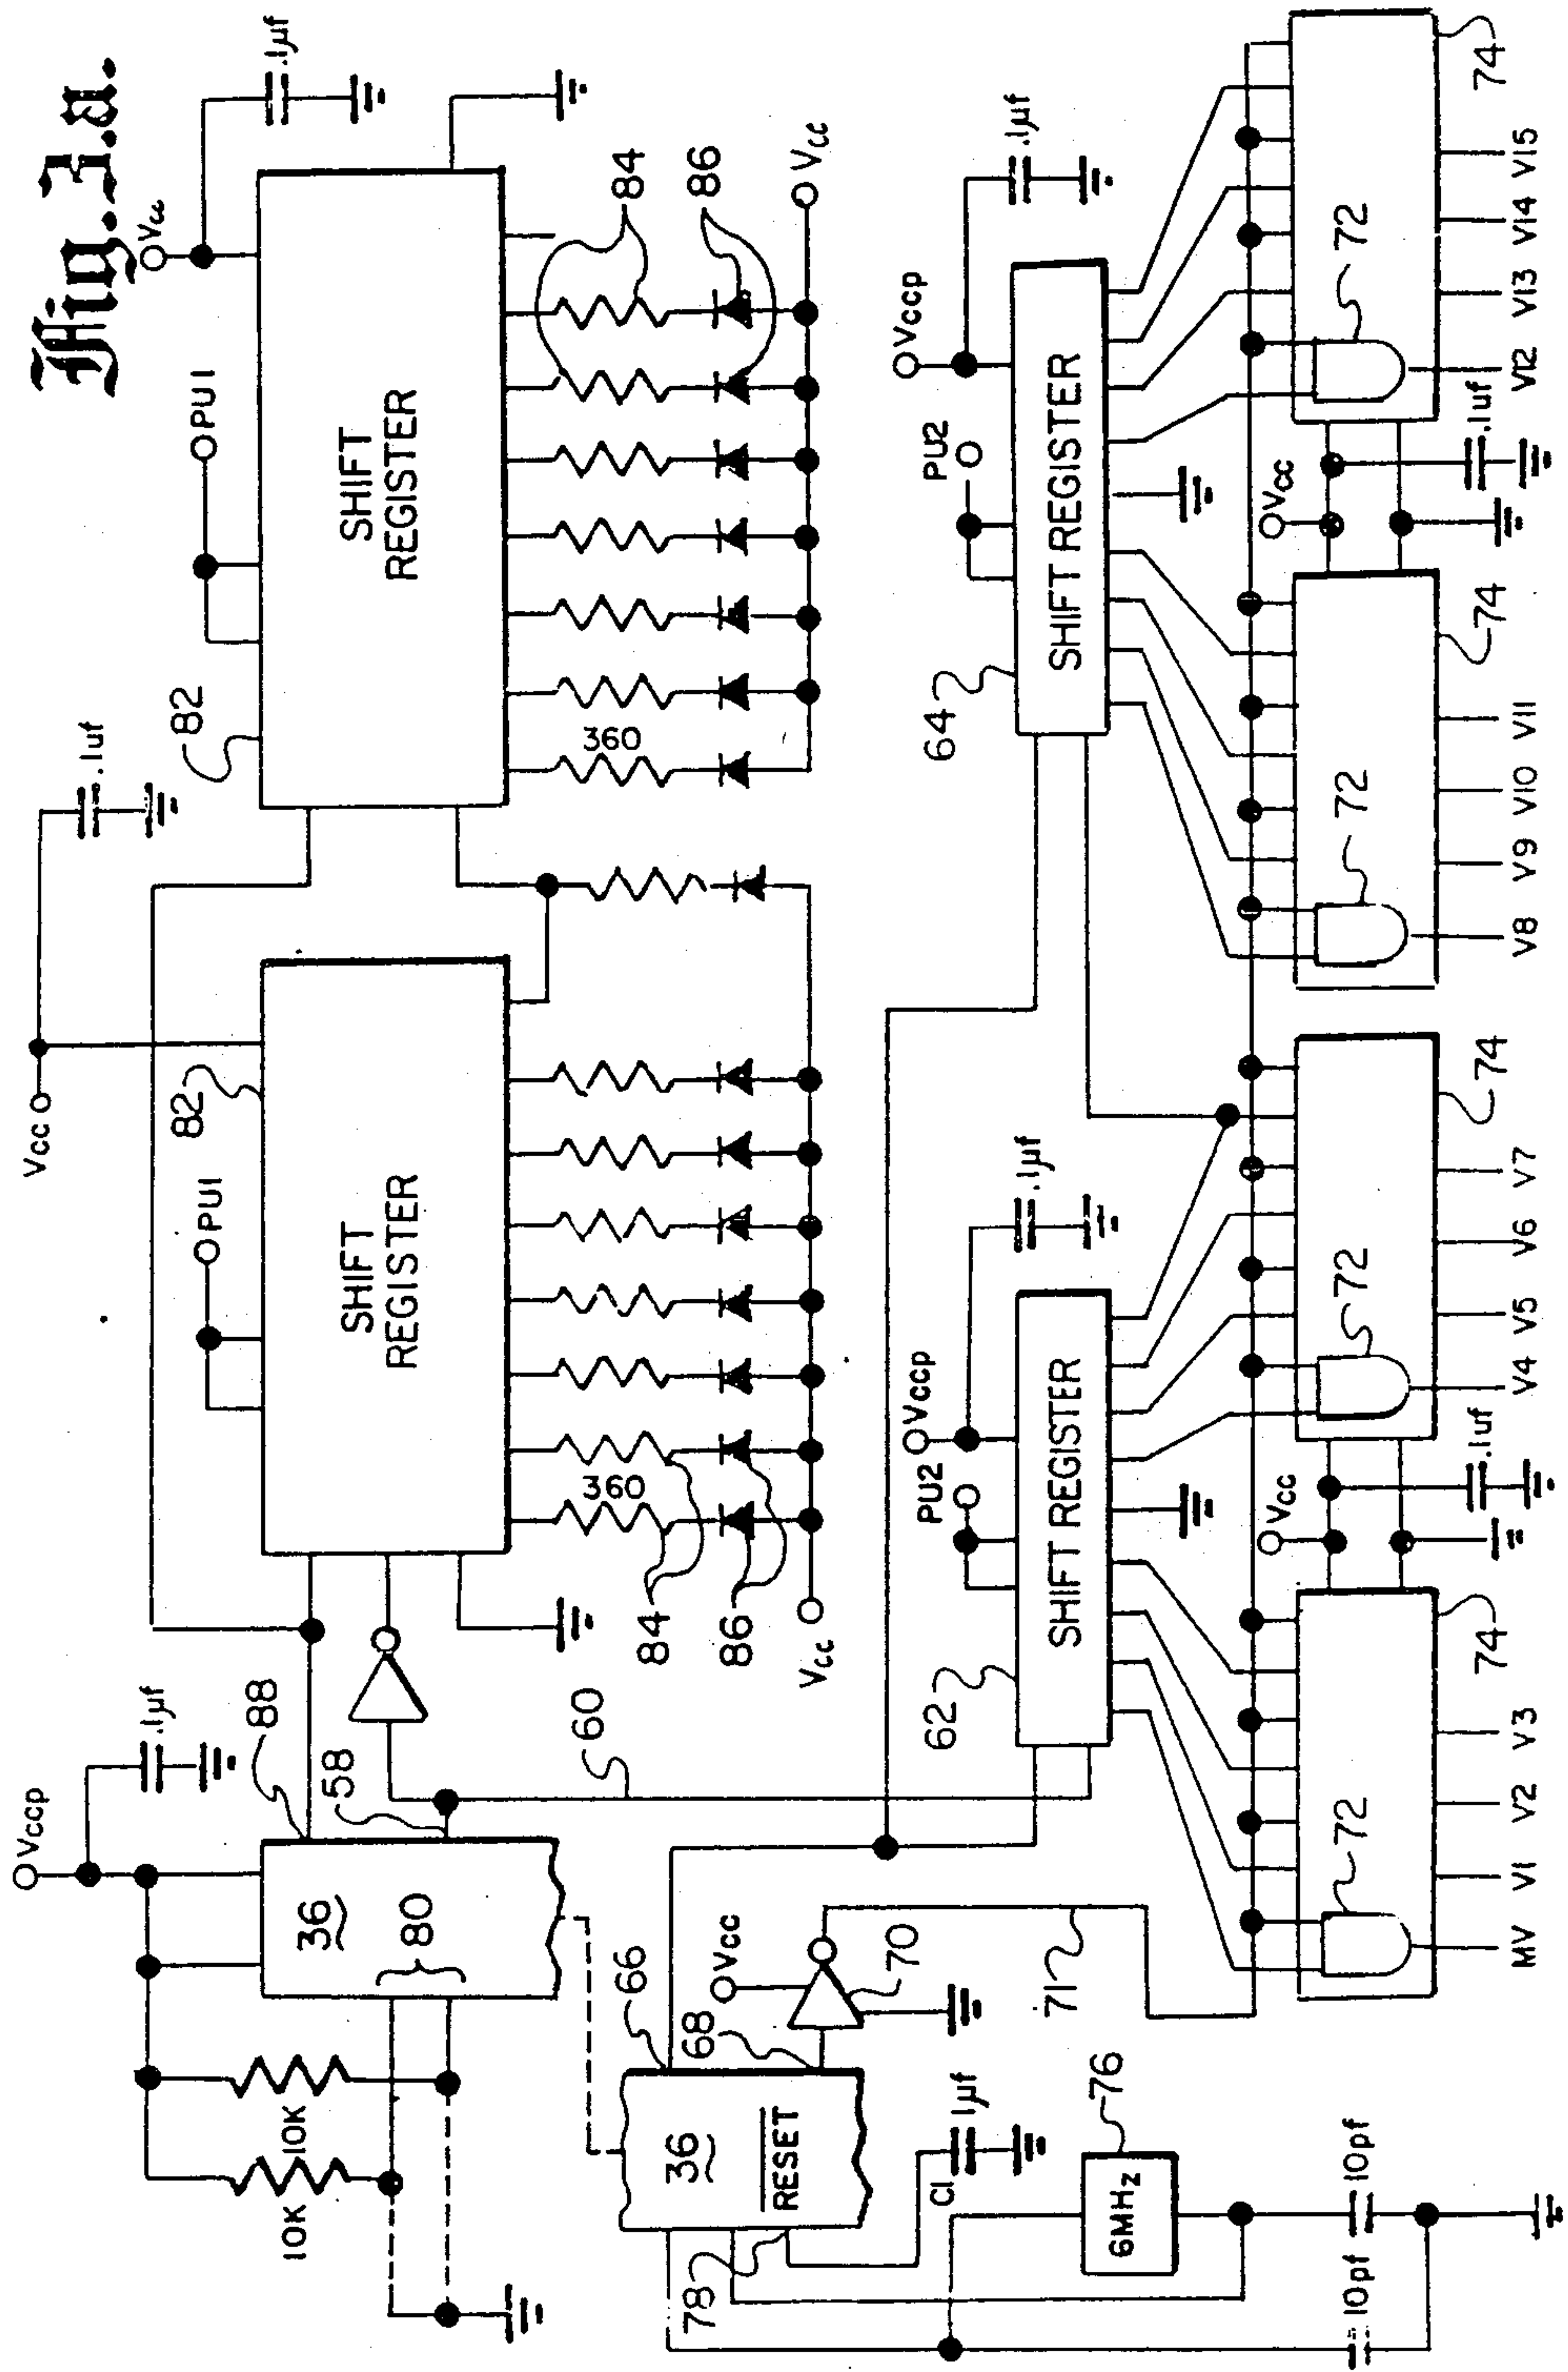 Fig.3.a.
Vccp
Vcc
.1µf
.1uf
Vcc
.1µf
10K
10K
36
80
88
58
82
PU1
SHIFT
REGISTER
82
PU1
SHIFT
REGISTER
360
360
84
86
84
86
60
Vcc
Vcc
66
68
36
RESET
78
C1
.1µf
Vcc
70
71
62
PU2
Vccp
.1µf
SHIFT REGISTER
64
PU2
Vccp
.1µf
SHIFT REGISTER
76
6MHz
10pf
10pf
72
74
Vcc
.1uf
72
74
72
74
Vcc
.1uf
72
74
MV
V1
V2
V3
V4
V5
V6
V7
V8
V9
V10
V11
V12
V13
V14
V15